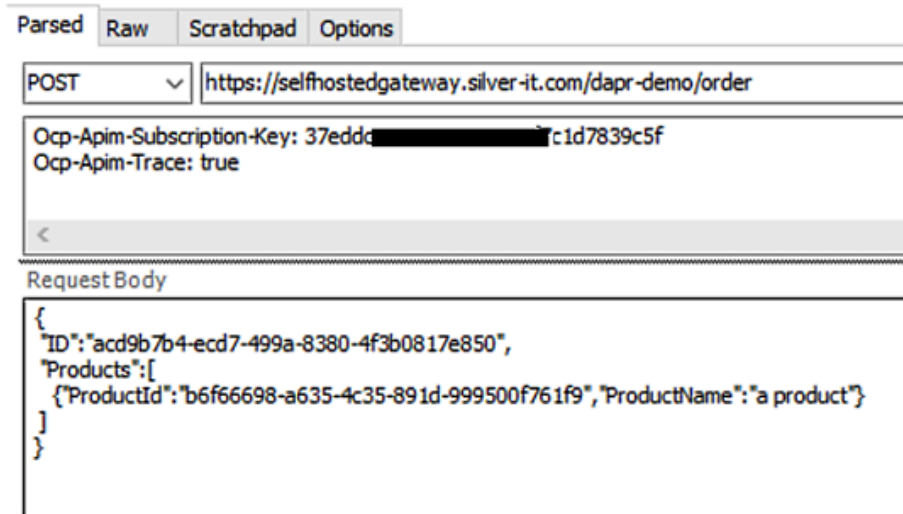 Parsed Raw Scratchpad Options
POST https://selfhostedgateway.silver-it.com/dapr-demo/order
Ocp-Apim-Subscription-Key: 37eddc c1d7839c5f
Ocp-Apim-Trace: true
Request Body
{
"ID":"acd9b7b4-ecd7-499a-8380-4f3b0817e850",
"Products":[
{"ProductId":"b6f66698-a635-4c35-891d-999500f761f9","ProductName":"a product"}
]
}